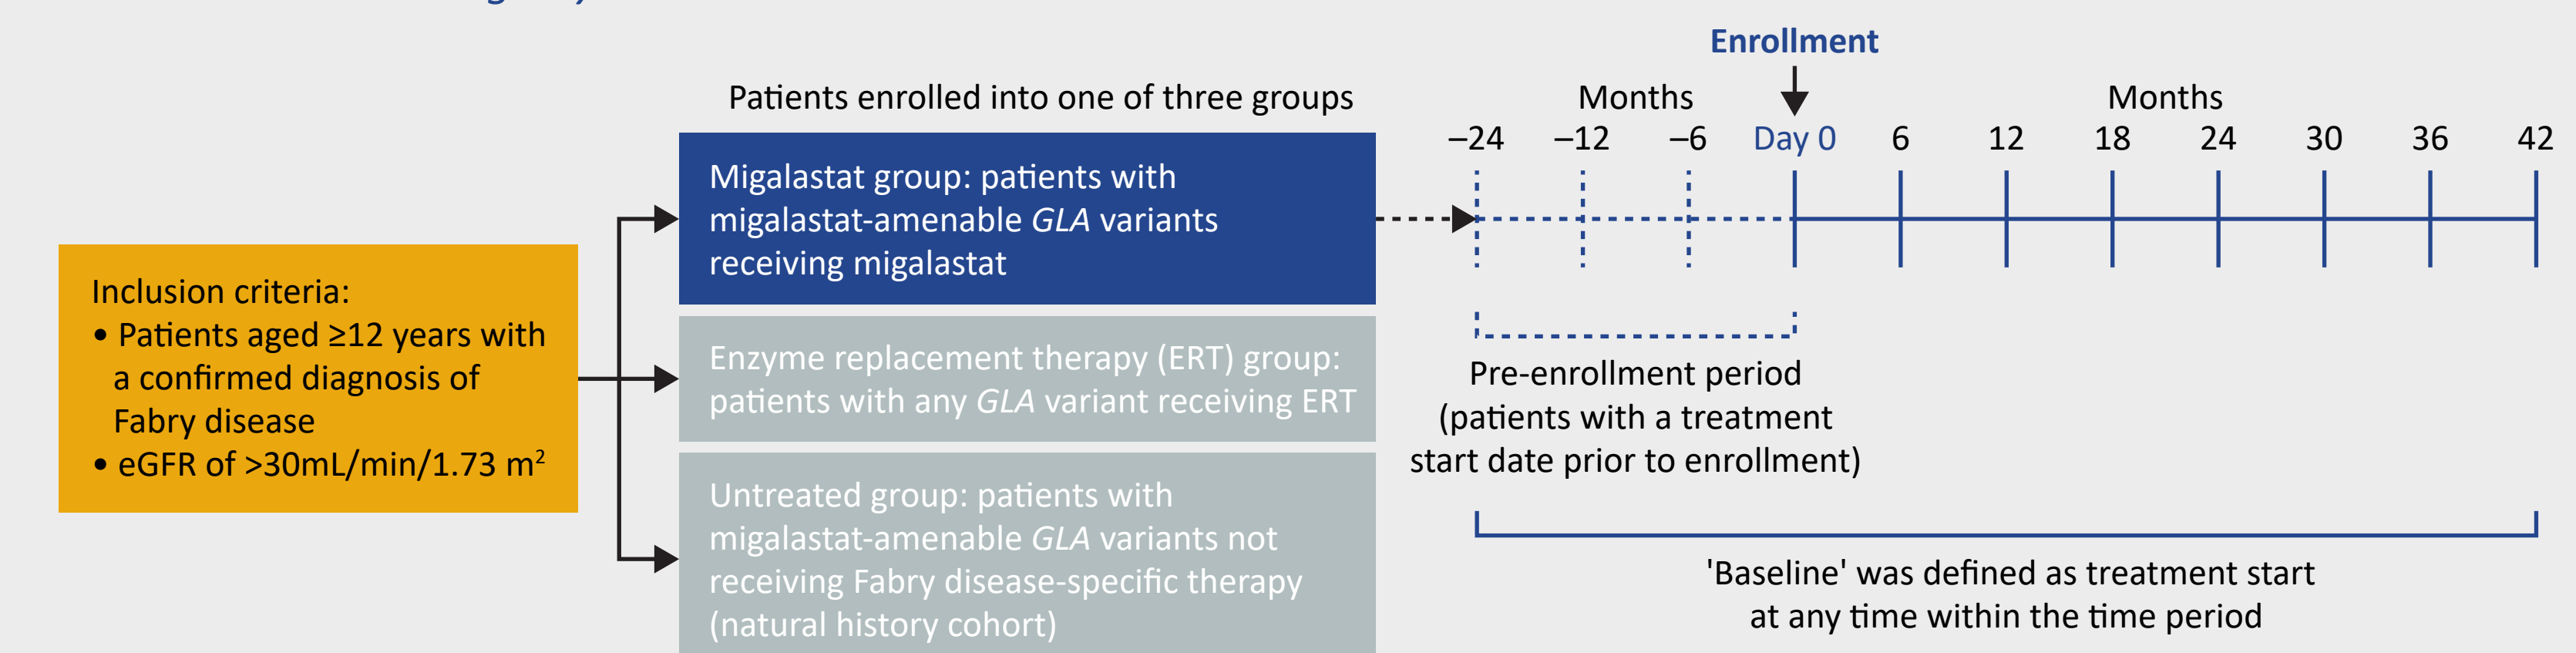 Enrollment
Patients enrolled into one of three groups
Months
Months
–24 –12 –6 Day 0 6 12 18 24 30 36 42
Inclusion criteria:
• Patients aged ≥12 years with
a confirmed diagnosis of
Fabry disease
• eGFR of >30mL/min/1.73 m²
Migalastat group: patients with
migalastat-amenable GLA variants
receiving migalastat
Enzyme replacement therapy (ERT) group:
patients with any GLA variant receiving ERT
Untreated group: patients with
migalastat-amenable GLA variants not
receiving Fabry disease-specific therapy
(natural history cohort)
Pre-enrollment period
(patients with a treatment
start date prior to enrollment)
'Baseline' was defined as treatment start
at any time within the time period